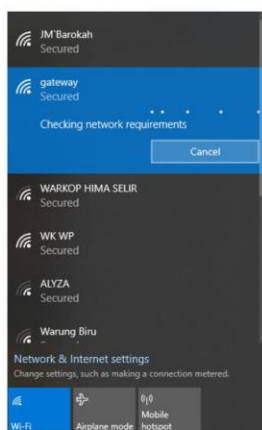 JM`Barokah
Secured
gateway
Secured
Checking network requirements
Cancel
WARKOP HIMA SELIR
Secured
WK WP
Secured
ALYZA
Secured
Warung Biru
Network & Internet settings
Change settings, such as making a connection metered.
Wi-Fi
Airplane mode
Mobile
hotspot